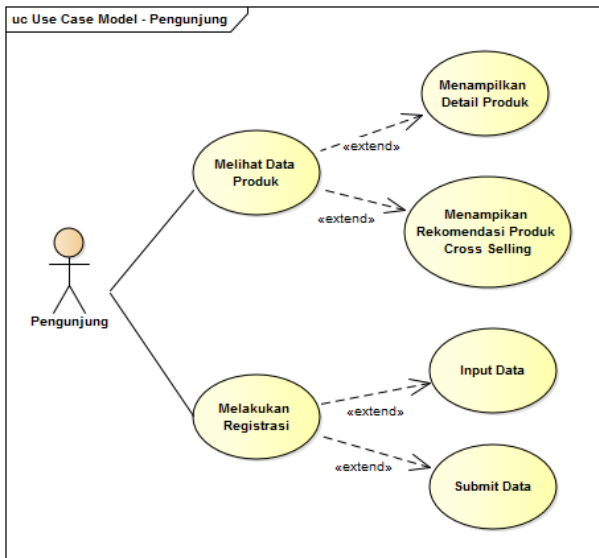 uc Use Case Model - Pengunjung
Menampilkan
Detail Produk
«extend»
Melihat Data
Produk
«extend»
Menampikan
Rekomendasi Produk
Cross Selling
Pengunjung
Input Data
«extend»
Melakukan
Registrasi
«extend»
Submit Data